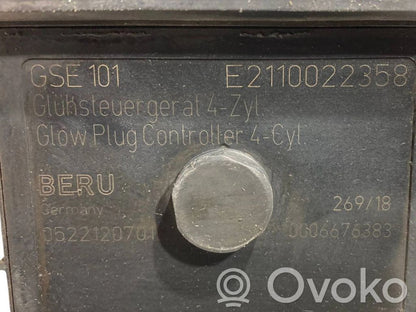 GSE 101 E2110022358
Glühsteuergerät 4-Zyl.
Glow Plug Controller 4-Cyl.
BERU
Germany 269/18
0522120701 0006676383
Ovoko